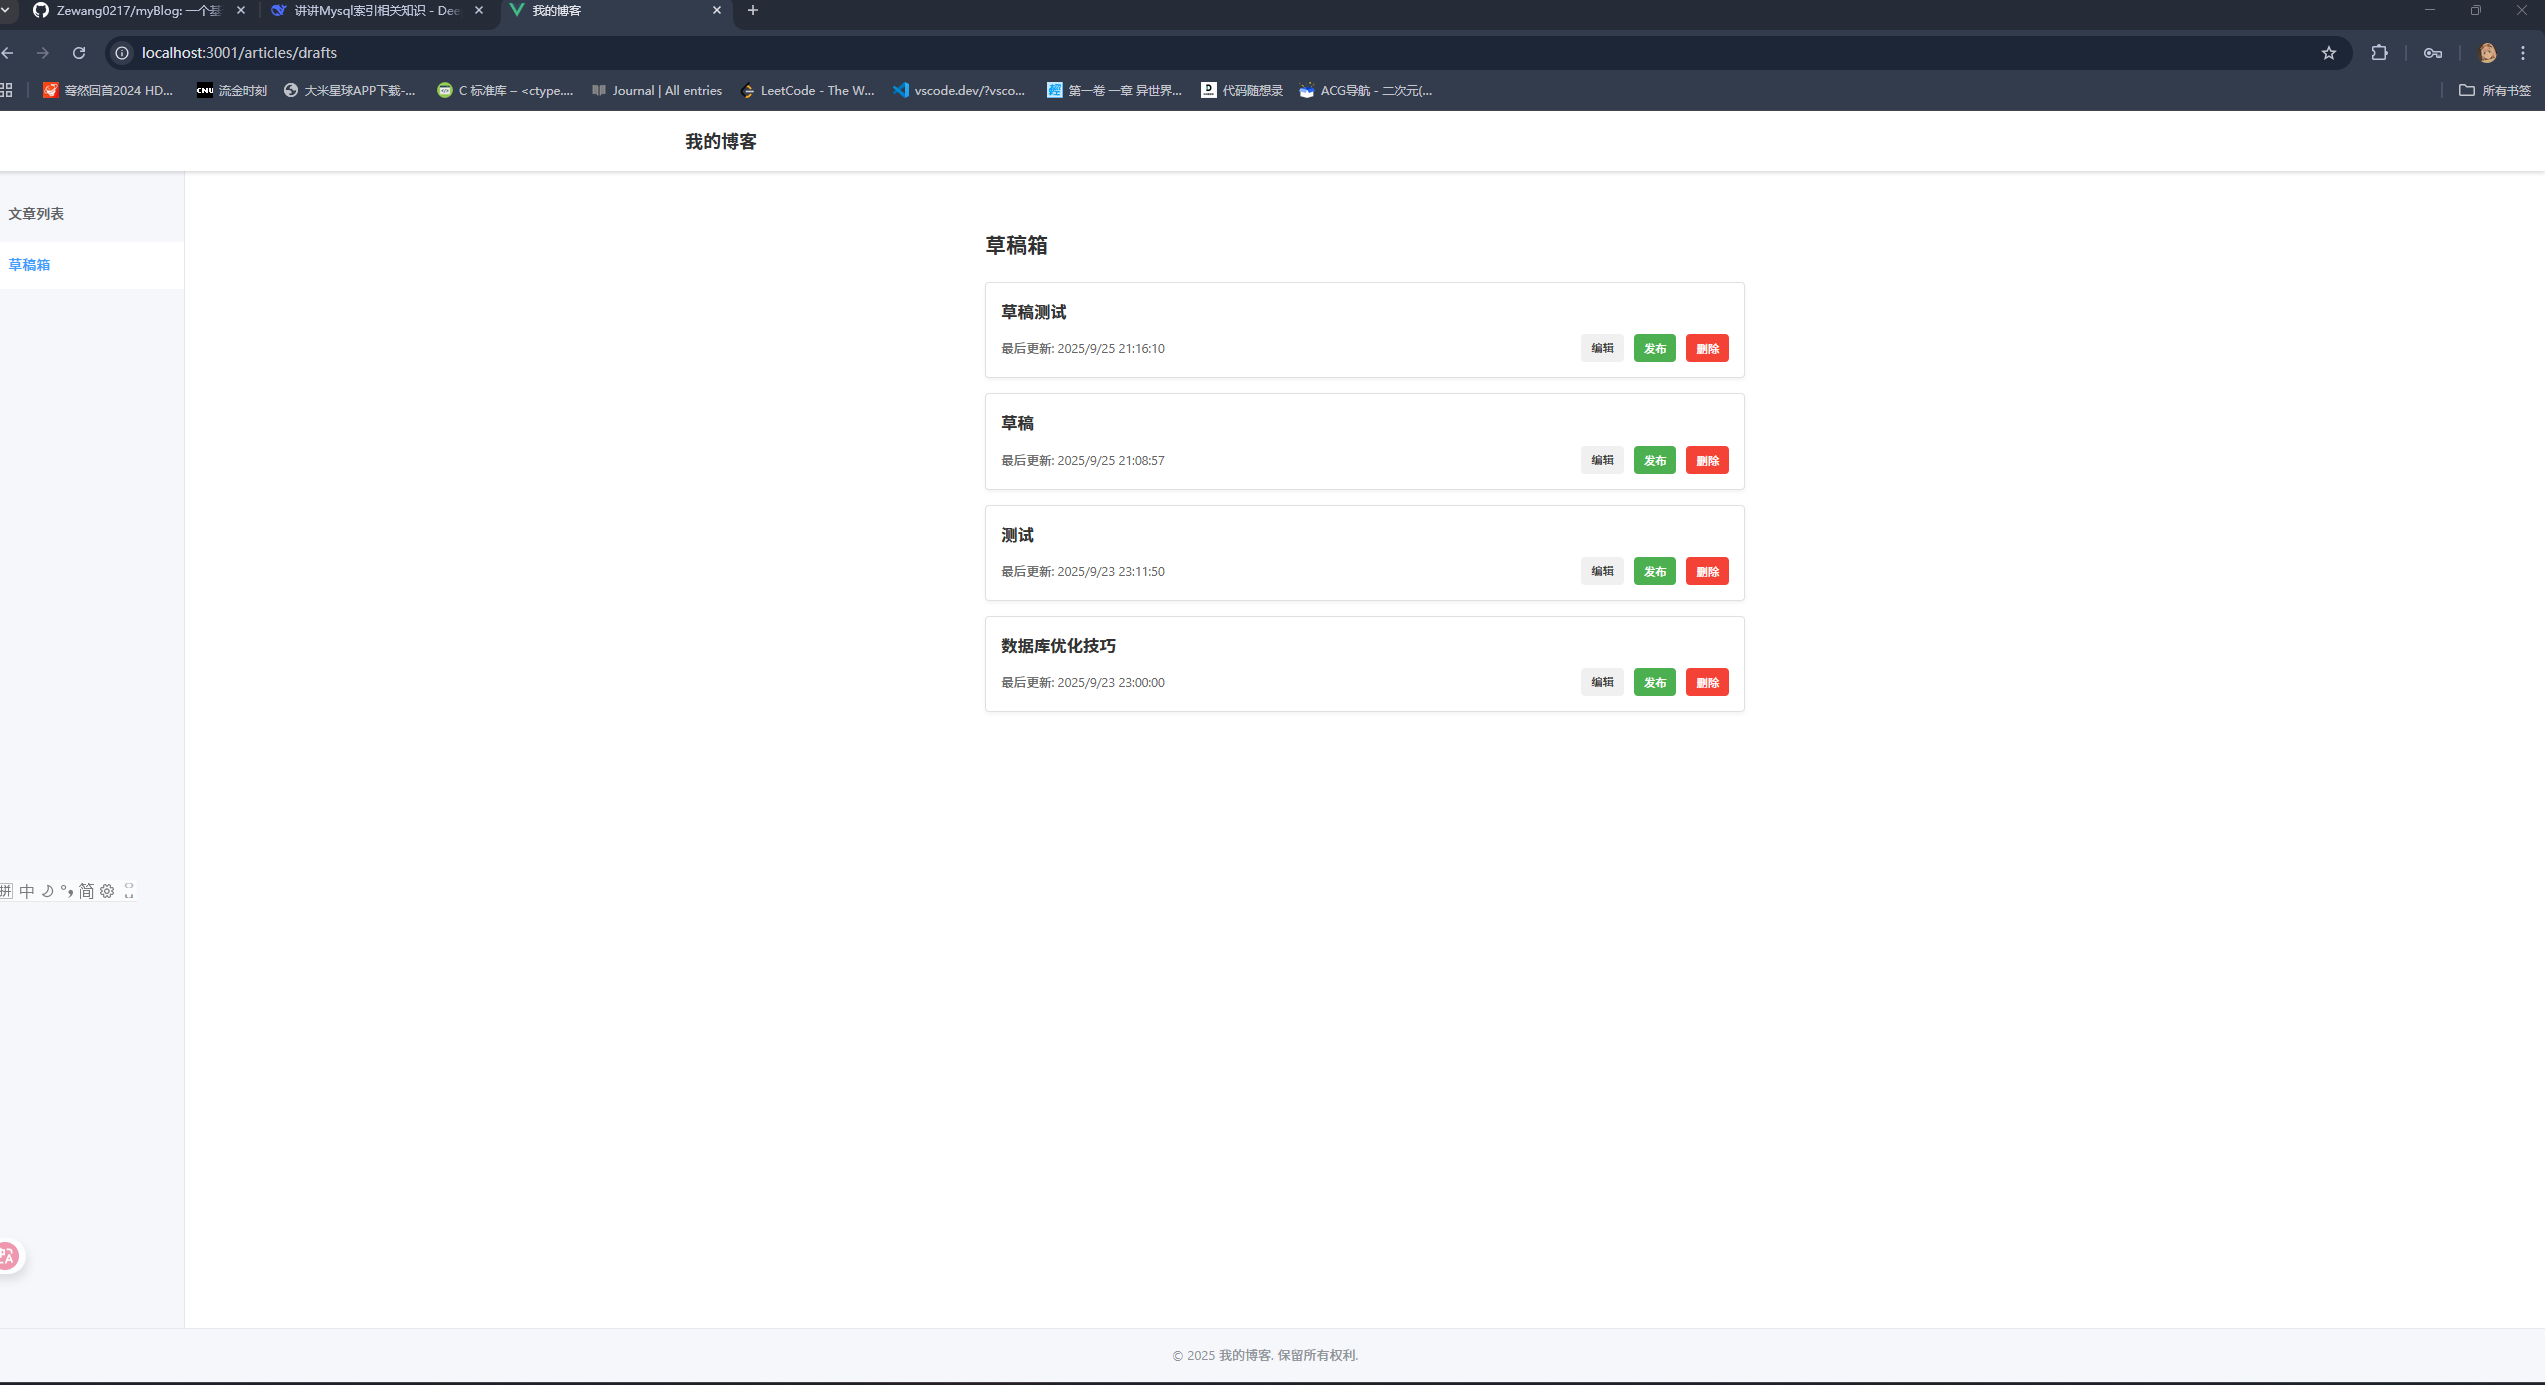 Zewang0217/myBlog: 一个基
讲讲Mysql索引相关知识 - Dee
我的博客
localhost:3001/articles/drafts
蓦然回首2024 HD...
CNU 流金时刻
大米星球APP下载-...
C 标准库 – <ctype....
Journal | All entries
LeetCode - The W...
vscode.dev/?vsco...
第一卷 一章 异世界...
代码随想录
ACG导航 - 二次元(...
所有书签
我的博客
文章列表
草稿箱
草稿箱
草稿测试
最后更新: 2025/9/25 21:16:10 编辑 发布 删除
草稿
最后更新: 2025/9/25 21:08:57 编辑 发布 删除
测试
最后更新: 2025/9/23 23:11:50 编辑 发布 删除
数据库优化技巧
最后更新: 2025/9/23 23:00:00 编辑 发布 删除
拼 中 简
© 2025 我的博客. 保留所有权利.